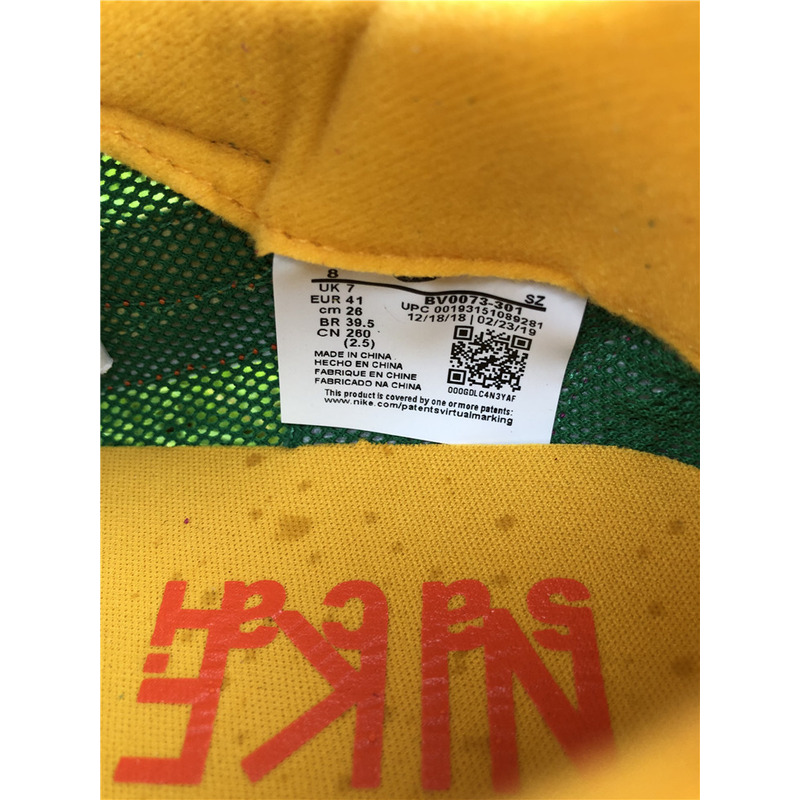 8 SZ
UK 7 BV0073-301
EUR 41 UPC 00193151089281
cm 26 12/18/18 | 02/23/19
BR 39.5
CN 260
(2.5)
MADE IN CHINA
HECHO EN CHINA
FABRIQUE EN CHINE
FABRICADO NA CHINA
000GDLC4N3YAF
This product is covered by one or more patents:
www.nike.com/patentsvirtualmarking
sacai
NIKE